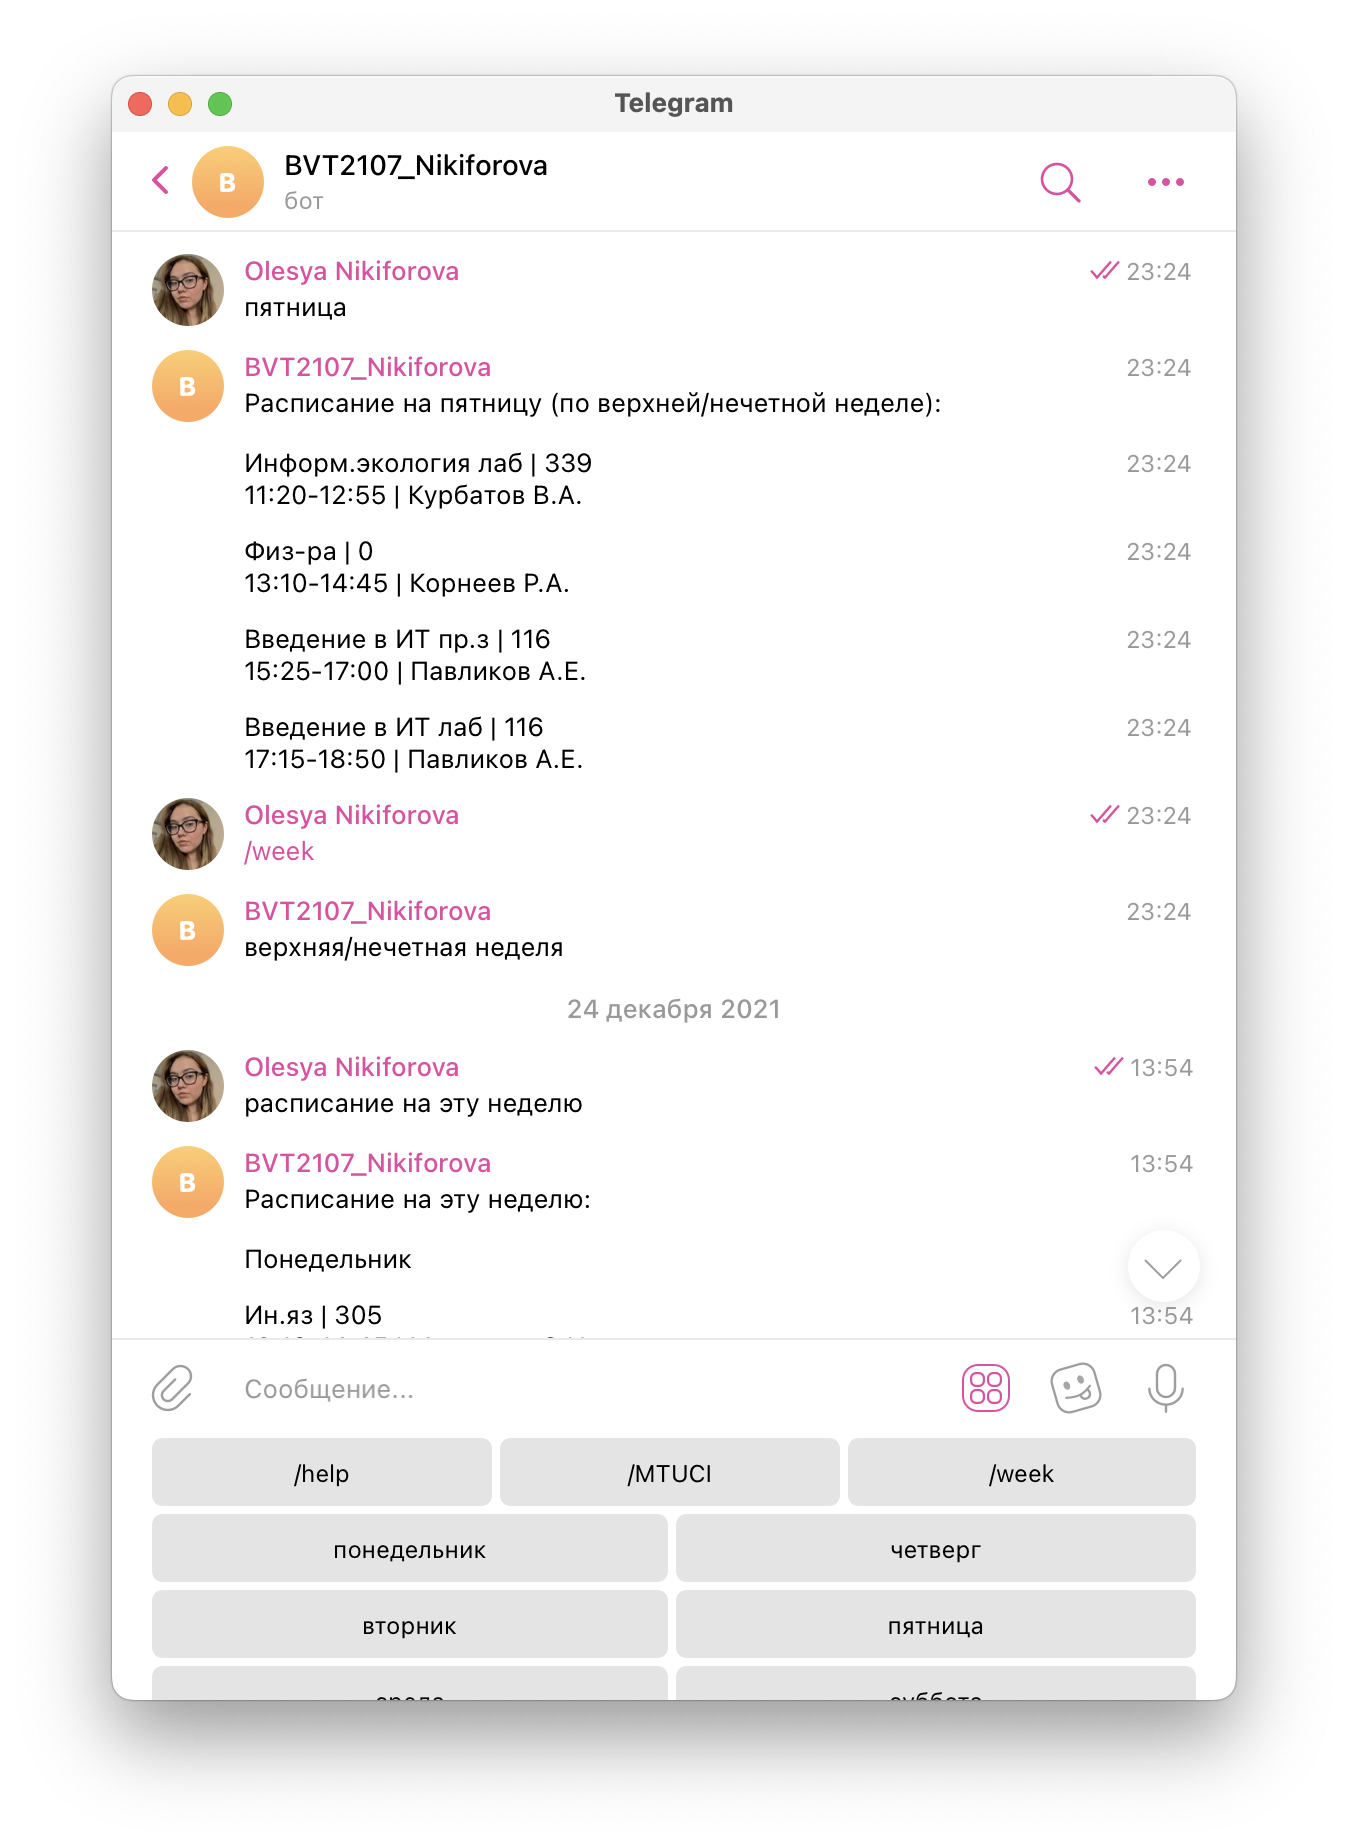 Telegram
B
BVT2107_Nikiforova
бот
Olesya Nikiforova
23:24
пятница
B
BVT2107_Nikiforova
23:24
Расписание на пятницу (по верхней/нечетной неделе):
Информ.экология лаб | 339
23:24
11:20-12:55 | Курбатов В.А.
Физ-ра | 0
23:24
13:10-14:45 | Корнеев Р.А.
Введение в ИТ пр.з | 116
23:24
15:25-17:00 | Павликов А.Е.
Введение в ИТ лаб | 116
23:24
17:15-18:50 | Павликов А.Е.
Olesya Nikiforova
23:24
/week
B
BVT2107_Nikiforova
23:24
верхняя/нечетная неделя
24 декабря 2021
Olesya Nikiforova
13:54
расписание на эту неделю
B
BVT2107_Nikiforova
13:54
Расписание на эту неделю:
Понедельник
Ин.яз | 305
13:54
Сообщение...
/help
/MTUCI
/week
понедельник
четверг
вторник
пятница
среда
суббота